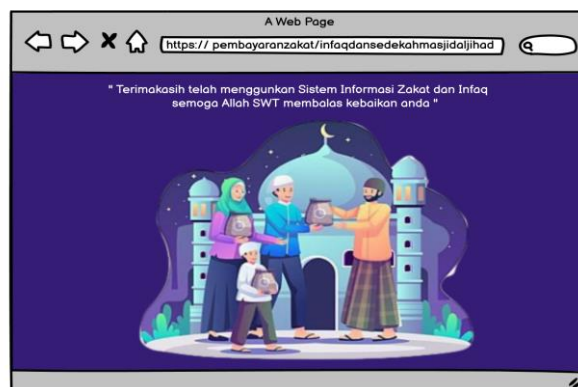 A Web Page
https:// pembayaranzakat/infaqdansedekahmasjidaljihad
" Terimakasih telah menggunkan Sistem Informasi Zakat dan Infaq
semoga Allah SWT membalas kebaikan anda "